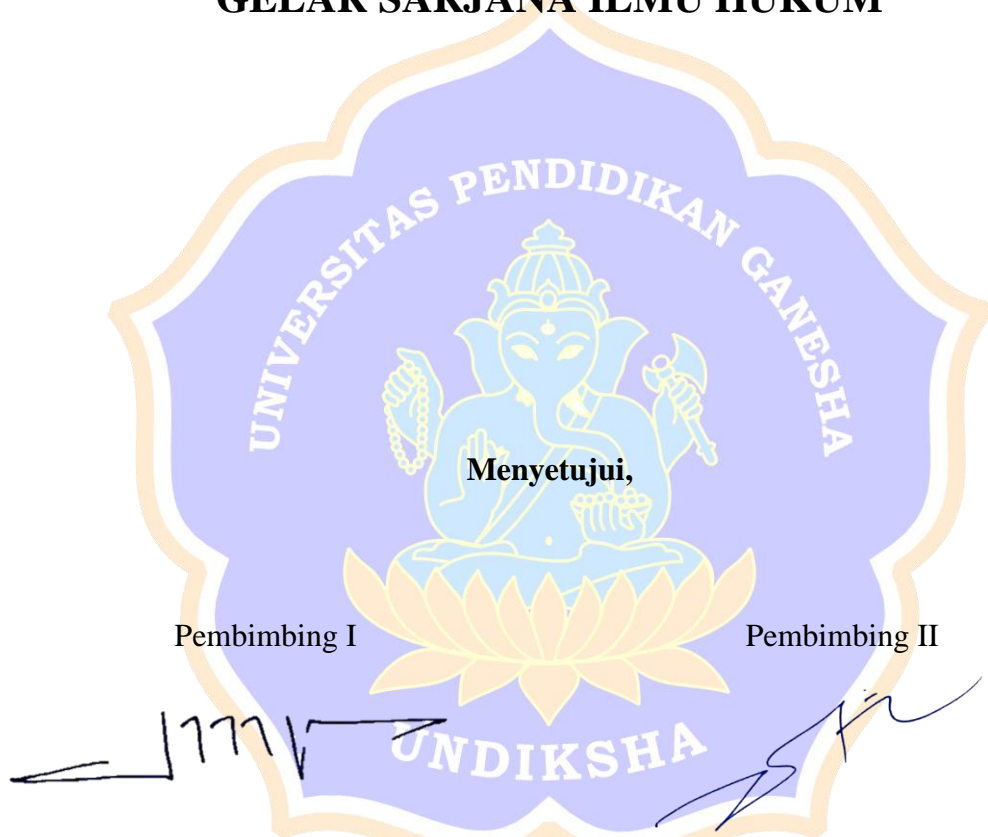 GELAR SARJANA ILMU HUKUM
UNIVERSITAS PENDIDIKAN GANESHA
Menyetujui,
Pembimbing I
Pembimbing II
UNDIKSHA